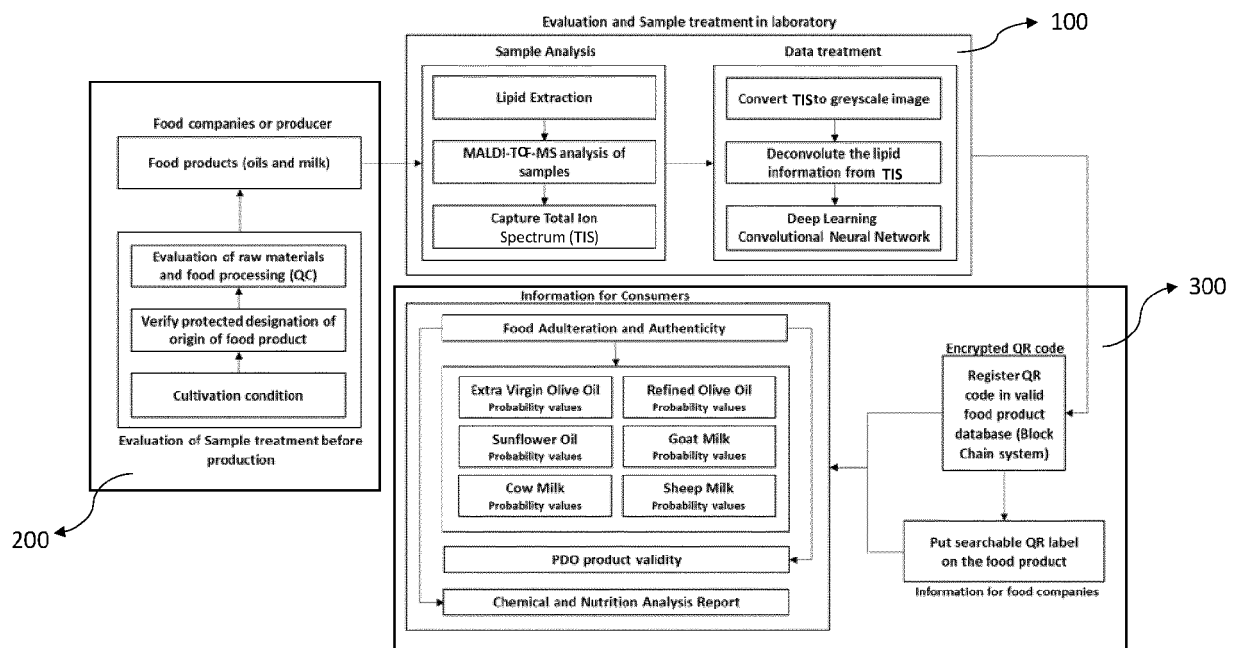 Evaluation and Sample treatment in laboratory
100
Sample Analysis
Lipid Extraction
MALDI-TOF-MS analysis of
samples
Capture Total Ion
Spectrum (TIS)
Data treatment
Convert TIS to greyscale image
Deconvolute the lipid
information from TIS
Deep Learning
Convolutional Neural Network
Food companies or producer
Food products (oils and milk)
Evaluation of raw materials
and food processing (QC)
Verify protected designation of
origin of food product
Cultivation condition
Evaluation of Sample treatment before
production
200
300
Information for Consumers
Food Adulteration and Authenticity
Extra Virgin Olive Oil
Probability values
Refined Olive Oil
Probability values
Sunflower Oil
Probability values
Goat Milk
Probability values
Cow Milk
Probability values
Sheep Milk
Probability values
PDO product validity
Chemical and Nutrition Analysis Report
Encrypted QR code
Register QR
code in valid
food product
database (Block
Chain system)
Put searchable QR label
on the food product
Information for food companies